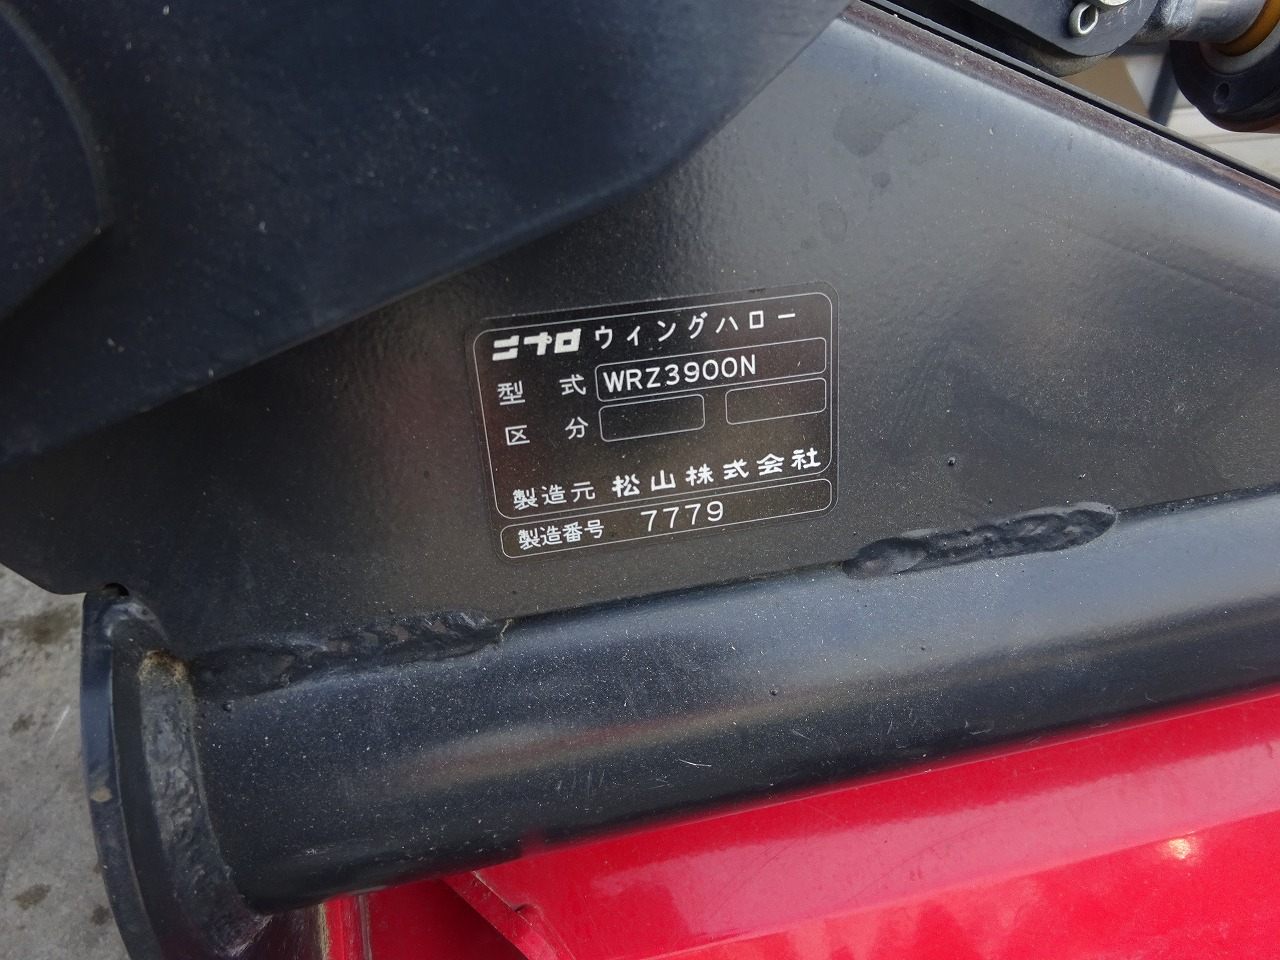 ニプロ ウイングハロー
型式 WRZ3900N
区分
製造元 松山株式会社
製造番号 7779